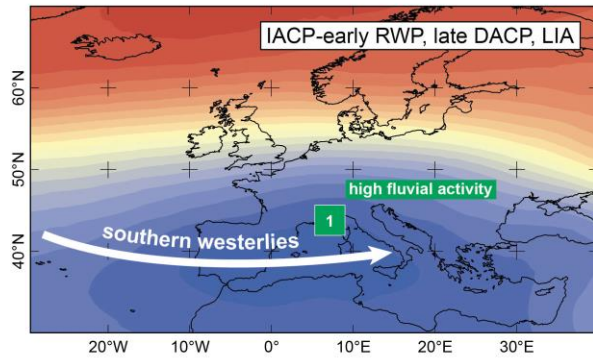 IACP-early RWP, late DACP, LIA
60°N
50°N
high fluvial activity
1
southern westerlies
40°N
20°W
10°W
0°
10°E
20°E
30°E